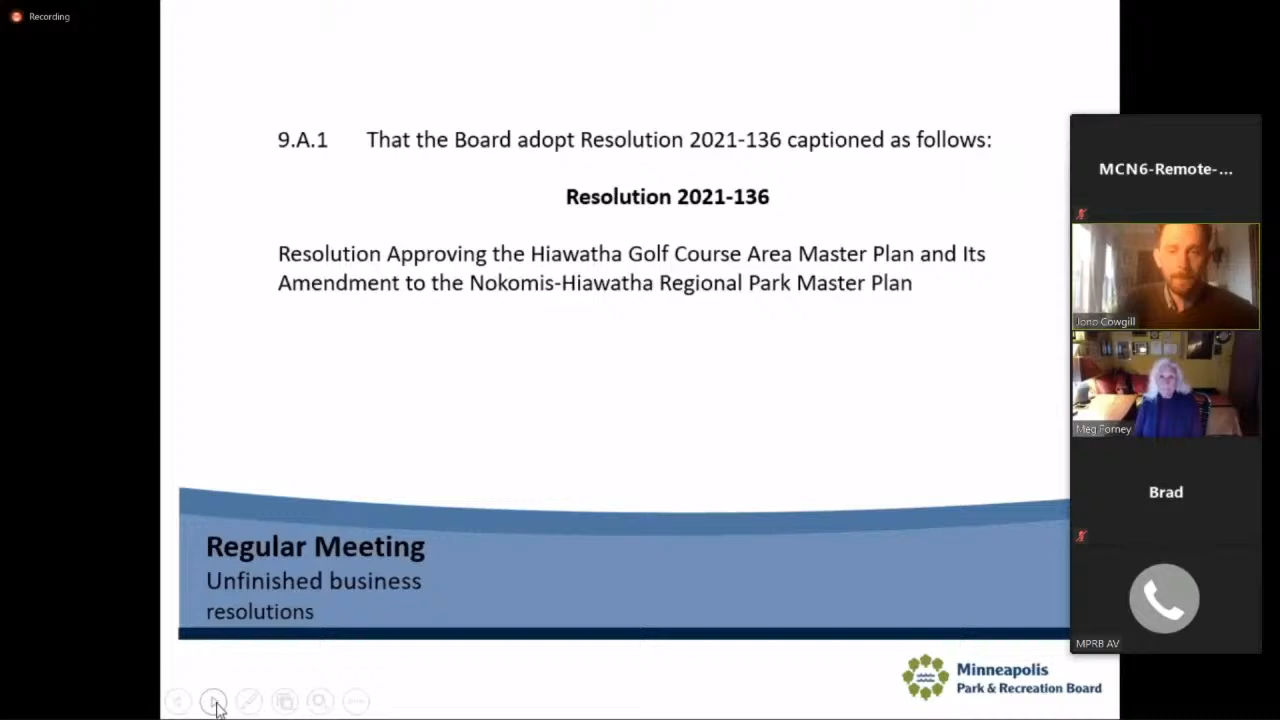 Recording
9.A.1 That the Board adopt Resolution 2021-136 captioned as follows:
Resolution 2021-136
Resolution Approving the Hiawatha Golf Course Area Master Plan and Its
Amendment to the Nokomis-Hiawatha Regional Park Master Plan
Regular Meeting
Unfinished business
resolutions
Minneapolis
Park & Recreation Board
MCN6-Remote-...
Jono Cowgill
Meg Forney
Brad
MPRB AV